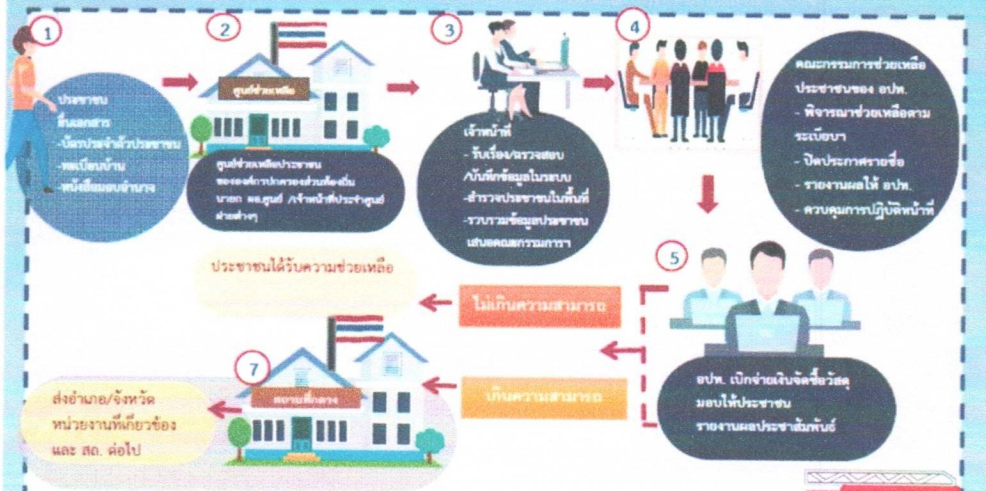 1
ประชาชน
ยื่นเอกสาร
-บัตรประจำตัวประชาชน
-ทะเบียนบ้าน
-หนังสือมอบอำนาจ
2
ศูนย์ช่วยเหลือ
ศูนย์ช่วยเหลือประชาชน
ขององค์กรปกครองส่วนท้องถิ่น
นายก ผอ.ศูนย์ /เจ้าหน้าที่ประจำศูนย์
ฝ่ายต่างๆ
3
เจ้าหน้าที่
- รับเรื่อง/ตรวจสอบ
/บันทึกข้อมูลในระบบ
-สำรวจประชาชนในพื้นที่
-รวบรวมข้อมูลประชาชน
เสนอคณะกรรมการฯ
4
คณะกรรมการช่วยเหลือ
ประชาชนของ อปท.
- พิจารณาช่วยเหลือตาม
ระเบียบฯ
- ปิดประกาศรายชื่อ
- รายงานผลให้ อปท.
- ควบคุมการปฏิบัติหน้าที่
5
อปท. เบิกจ่ายเงินจัดซื้อวัสดุ
มอบให้ประชาชน
รายงานผลประชาสัมพันธ์
ไม่เกินความสามารถ
ประชาชนได้รับความช่วยเหลือ
เกินความสามารถ
7
สถานที่กลาง
ส่งอำเภอ/จังหวัด
หน่วยงานที่เกี่ยวข้อง
และ สถ. ต่อไป